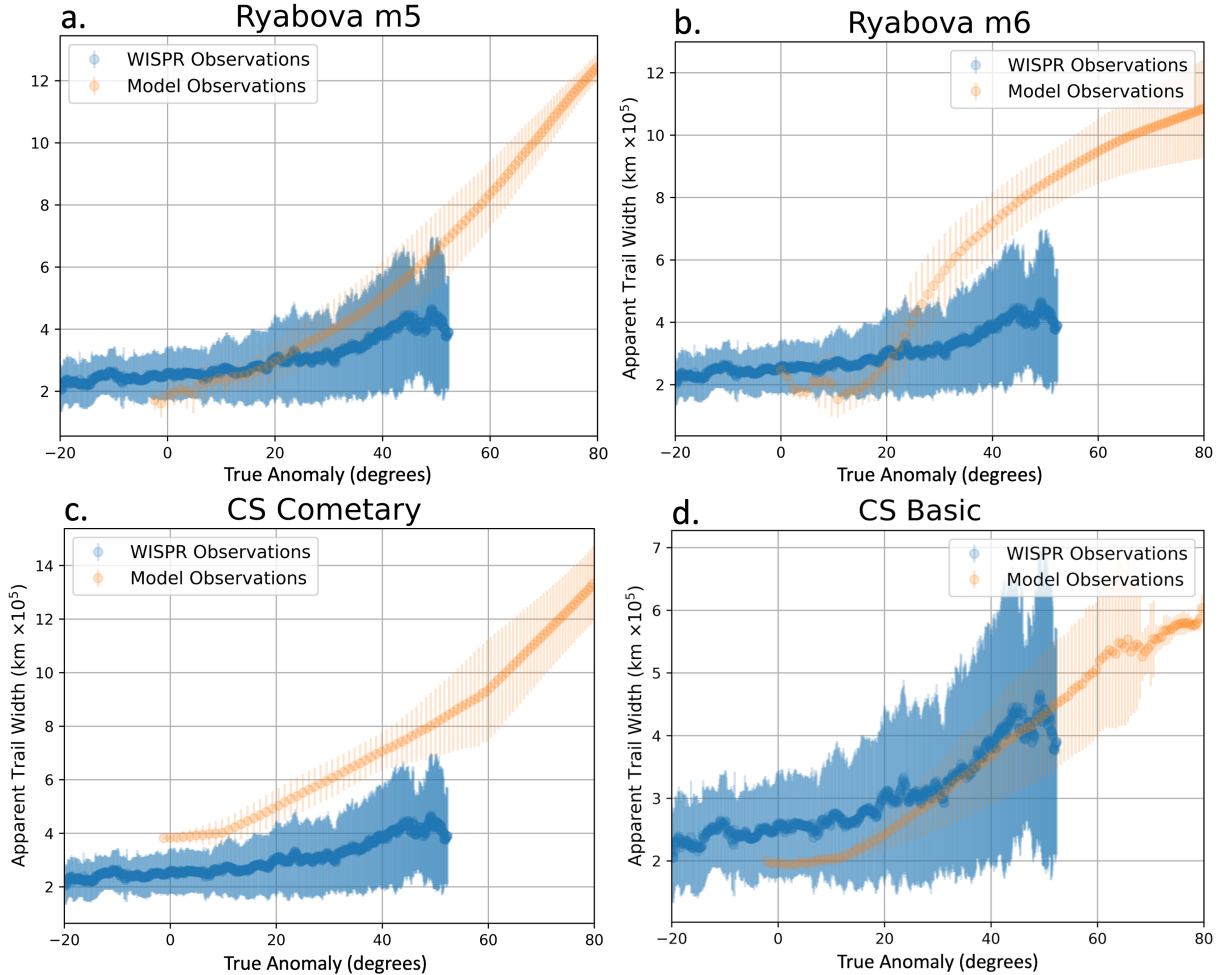 a.
Ryabova m5
WISPR Observations
Model Observations
12
10
8
6
4
2
−20
0
20
40
60
80
True Anomaly (degrees)
b.
Ryabova m6
WISPR Observations
Model Observations
Apparent Trail Width (km ×10⁵)
12
10
8
6
4
2
−20
0
20
40
60
80
True Anomaly (degrees)
c.
CS Cometary
WISPR Observations
Model Observations
Apparent Trail Width (km ×10⁵)
14
12
10
8
6
4
2
−20
0
20
40
60
80
True Anomaly (degrees)
d.
CS Basic
WISPR Observations
Model Observations
Apparent Trail Width (km ×10⁵)
7
6
5
4
3
2
−20
0
20
40
60
80
True Anomaly (degrees)